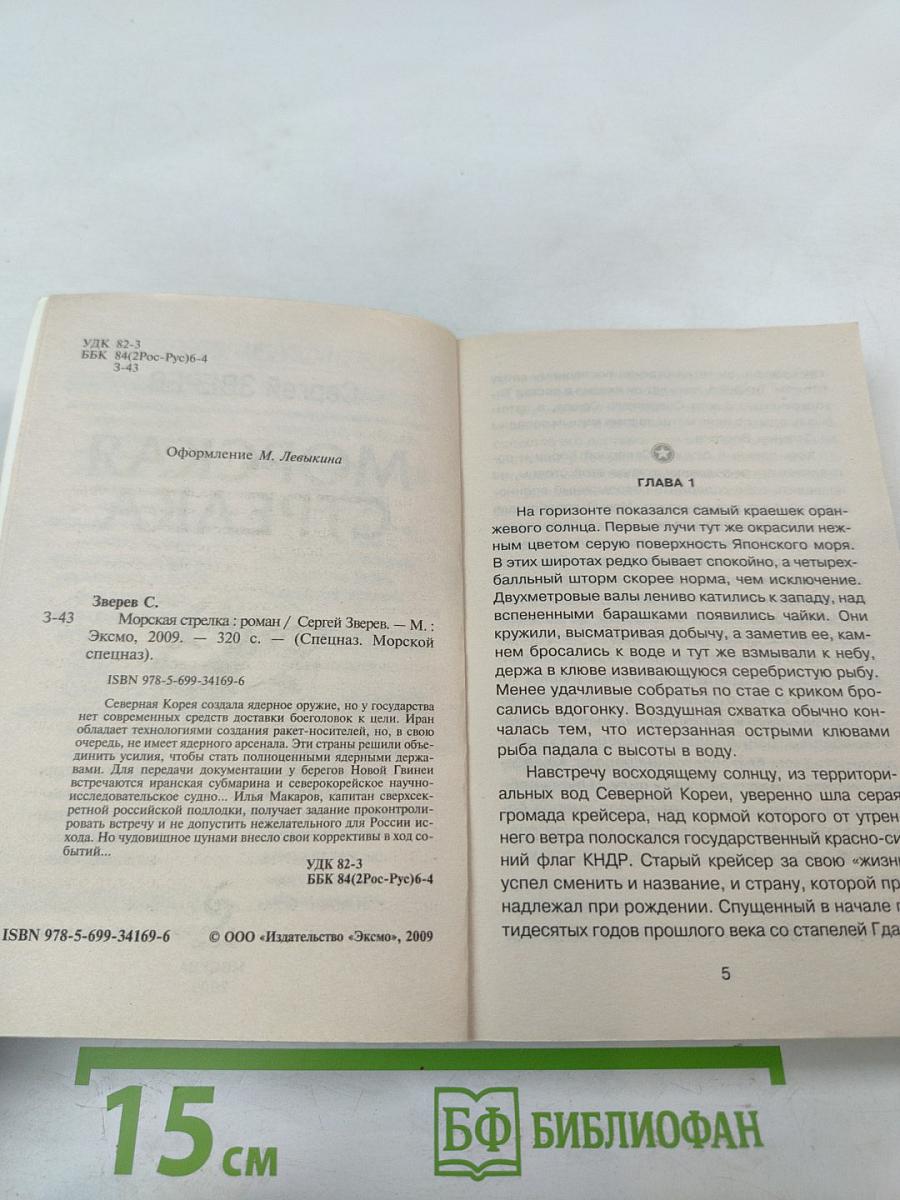 УДК 82-3
ББК 84(2Рос-Рус)6-4
З-43
Оформление М. Левыкина
Зверев С.
З-43 Морская стрелка : роман / Сергей Зверев. — М. :
Эксмо, 2009. — 320 с. — (Спецназ. Морской
спецназ).
ISBN 978-5-699-34169-6
Северная Корея создала ядерное оружие, но у государства
нет современных средств доставки боеголовок к цели. Иран
обладает технологиями создания ракет-носителей, но, в свою
очередь, не имеет ядерного арсенала. Эти страны решили объе-
динить усилия, чтобы стать полноценными ядерными держа-
вами. Для передачи документации у берегов Новой Гвинеи
встречаются иранская субмарина и северокорейское научно-
исследовательское судно... Илья Макаров, капитан сверхсек-
ретной российской подлодки, получает задание проконтроли-
ровать встречу и не допустить нежелательного для России ис-
хода. Но чудовищное цунами внесло свои коррективы в ход со-
бытий...
УДК 82-3
ББК 84(2Рос-Рус)6-4
ISBN 978-5-699-34169-6 © ООО «Издательство «Эксмо», 2009
ГЛАВА 1
На горизонте показался самый краешек оран-
жевого солнца. Первые лучи тут же окрасили неж-
ным цветом серую поверхность Японского моря.
В этих широтах редко бывает спокойно, а четырех-
балльный шторм скорее норма, чем исключение.
Двухметровые валы лениво катились к западу, над
вспененными барашками появились чайки. Они
кружили, высматривая добычу, а заметив ее, кам-
нем бросались к воде и тут же взмывали к небу,
держа в клюве извивающуюся серебристую рыбу.
Менее удачливые собратья по стае с криком бро-
сались вдогонку. Воздушная схватка обычно кон-
чалась тем, что истерзанная острыми клювами
рыба падала с высоты в воду.
Навстречу восходящему солнцу, из территори-
альных вод Северной Кореи, уверенно шла серая
громада крейсера, над кормой которого от утрен-
него ветра полоскался государственный красно-си-
ний флаг КНДР. Старый крейсер за свою «жизнь
успел сменить и название, и страну, которой пр
надлежал при рождении. Спущенный в начале п
тидесятых годов прошлого века со стапелей Гда
5
15 см
БФ БИБЛИОФАН